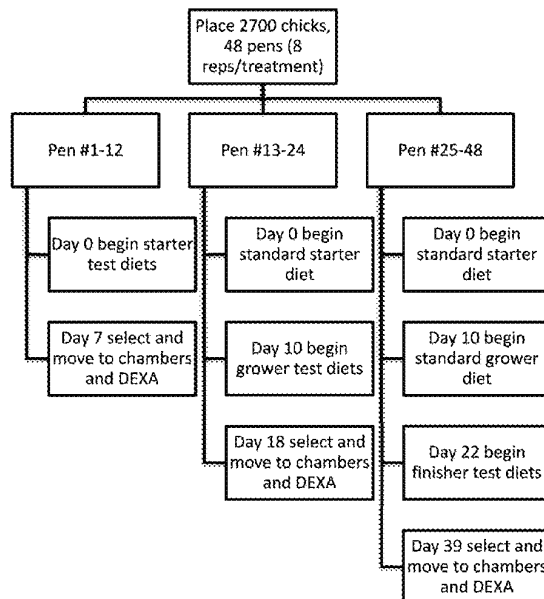 Place 2700 chicks,
48 pens (8
reps/treatment)
Pen #1-12
Pen #13-24
Pen #25-48
Day 0 begin starter
test diets
Day 7 select and
move to chambers
and DEXA
Day 0 begin
standard starter
diet
Day 10 begin
grower test diets
Day 18 select and
move to chambers
and DEXA
Day 0 begin
standard starter
diet
Day 10 begin
standard grower
diet
Day 22 begin
finisher test diets
Day 39 select and
move to chambers
and DEXA